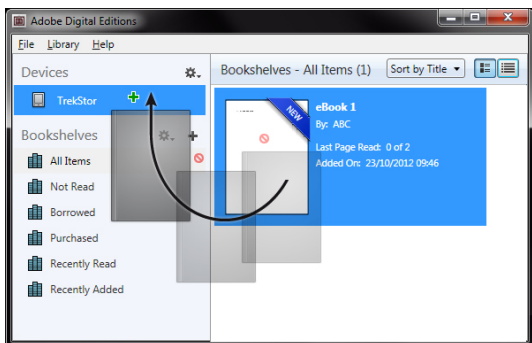 Adobe Digital Editions
File Library Help
Devices
TrekStor
Bookshelves
All Items
Not Read
Borrowed
Purchased
Recently Read
Recently Added
Bookshelves - All Items (1) Sort by Title
NEW
eBook 1
By: ABC
Last Page Read: 0 of 2
Added On: 23/10/2012 09:46